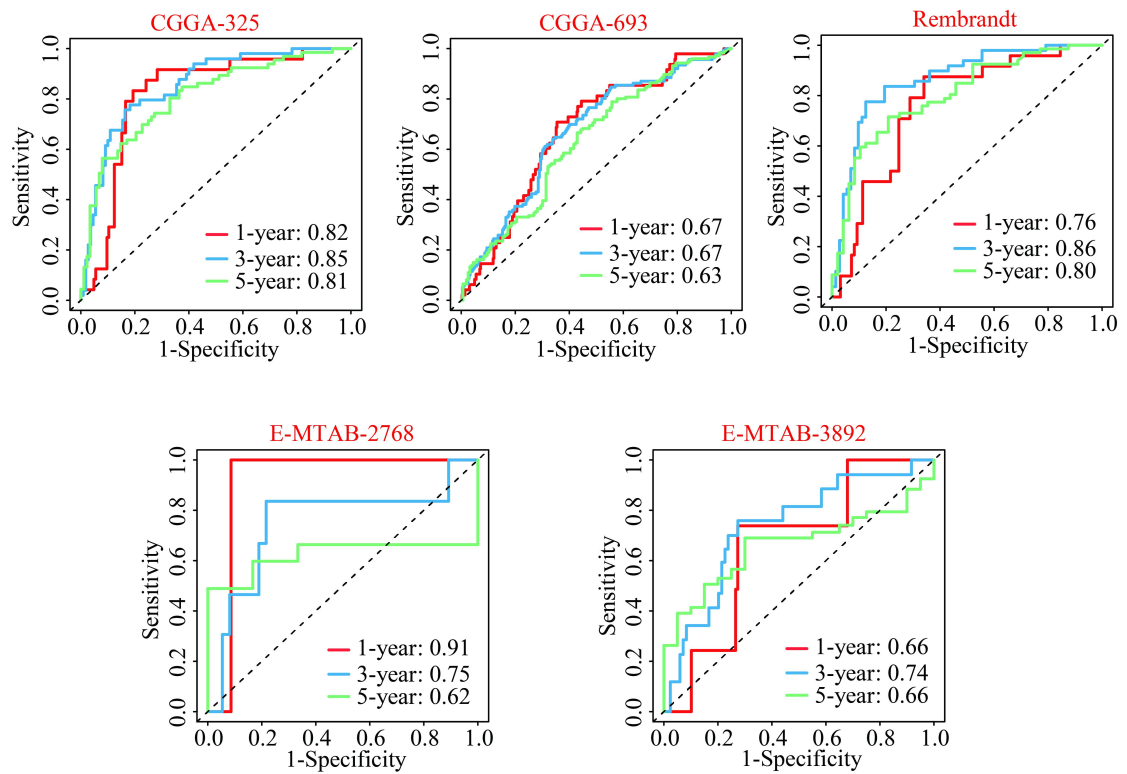 CGGA-325
Sensitivity
1.0
0.8
0.6
0.4
0.2
0.0
1-year: 0.82
3-year: 0.85
5-year: 0.81
0.0 0.2 0.4 0.6 0.8 1.0
1-Specificity
CGGA-693
Sensitivity
1.0
0.8
0.6
0.4
0.2
0.0
1-year: 0.67
3-year: 0.67
5-year: 0.63
0.0 0.2 0.4 0.6 0.8 1.0
1-Specificity
Rembrandt
Sensitivity
1.0
0.8
0.6
0.4
0.2
0.0
1-year: 0.76
3-year: 0.86
5-year: 0.80
0.0 0.2 0.4 0.6 0.8 1.0
1-Specificity
E-MTAB-2768
Sensitivity
1.0
0.8
0.6
0.4
0.2
0.0
1-year: 0.91
3-year: 0.75
5-year: 0.62
0.0 0.2 0.4 0.6 0.8 1.0
1-Specificity
E-MTAB-3892
Sensitivity
1.0
0.8
0.6
0.4
0.2
0.0
1-year: 0.66
3-year: 0.74
5-year: 0.66
0.0 0.2 0.4 0.6 0.8 1.0
1-Specificity